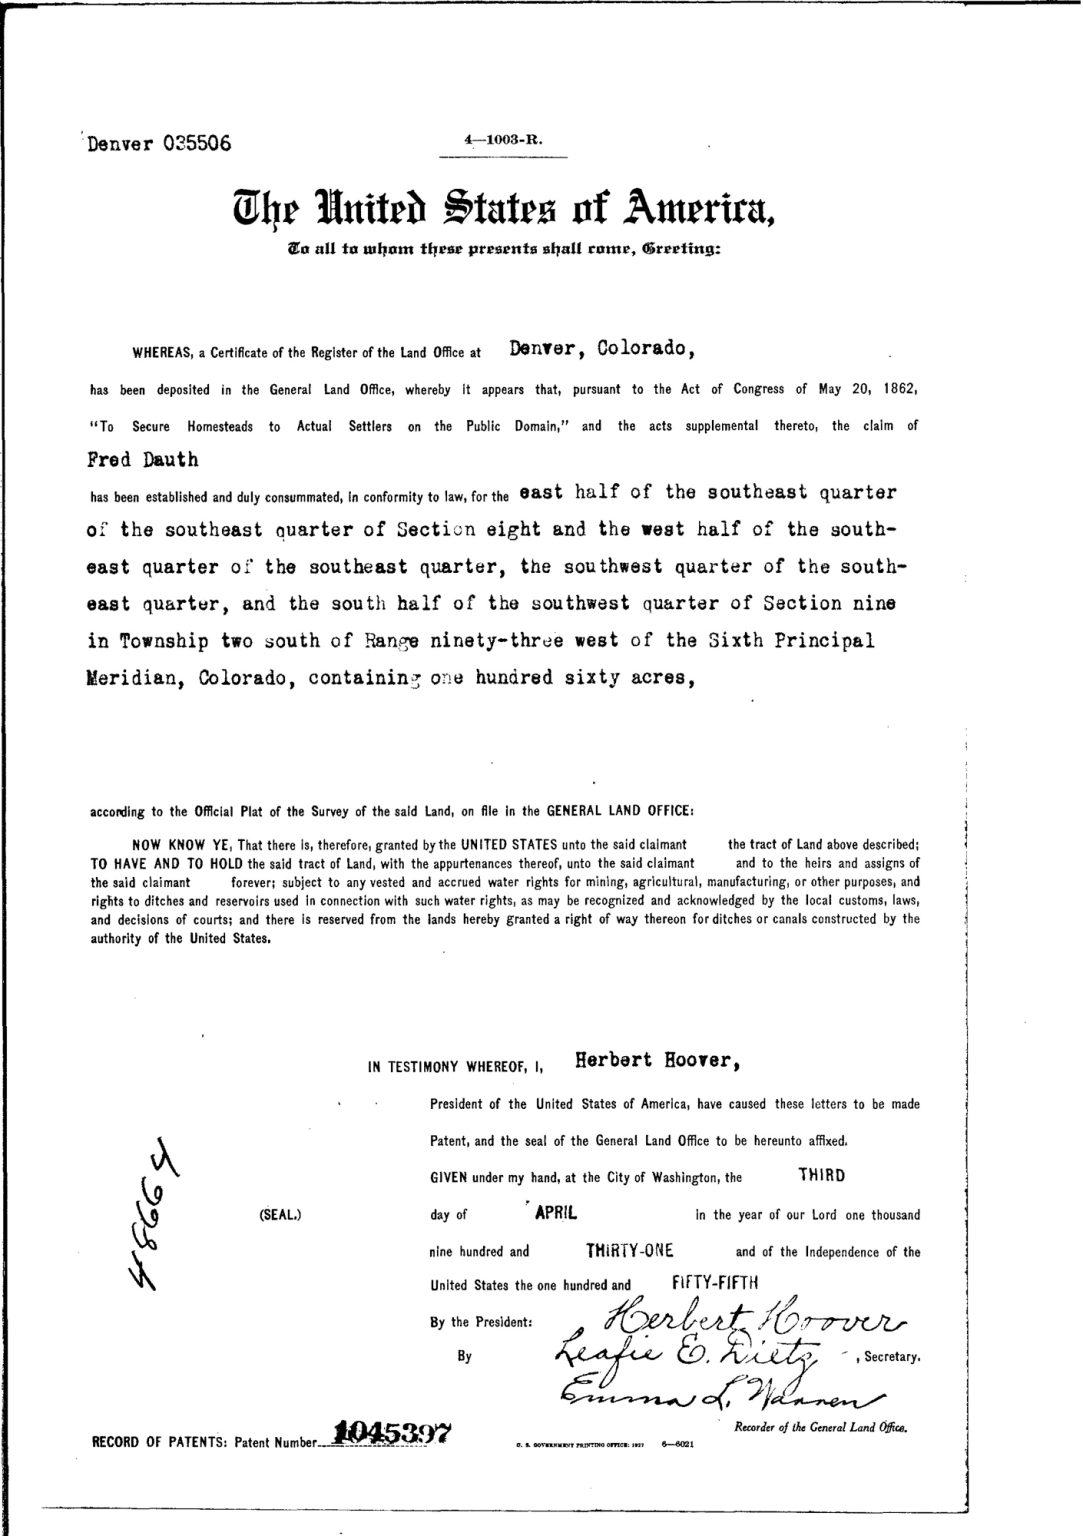 Denver 035506
4—1003-R.
The United States of America,
To all to whom these presents shall come, Greeting:
WHEREAS, a Certificate of the Register of the Land Office at Denver, Colorado,
has been deposited in the General Land Office, whereby it appears that, pursuant to the Act of Congress of May 20, 1862,
"To Secure Homesteads to Actual Settlers on the Public Domain," and the acts supplemental thereto, the claim of
Fred Dauth
has been established and duly consummated, in conformity to law, for the east half of the southeast quarter
of the southeast quarter of Section eight and the west half of the south-
east quarter of the southeast quarter, the southwest quarter of the south-
east quarter, and the south half of the southwest quarter of Section nine
in Township two south of Range ninety-three west of the Sixth Principal
Meridian, Colorado, containing one hundred sixty acres,
according to the Official Plat of the Survey of the said Land, on file in the GENERAL LAND OFFICE:
NOW KNOW YE, That there is, therefore, granted by the UNITED STATES unto the said claimant the tract of Land above described;
TO HAVE AND TO HOLD the said tract of Land, with the appurtenances thereof, unto the said claimant and to the heirs and assigns of
the said claimant forever; subject to any vested and accrued water rights for mining, agricultural, manufacturing, or other purposes, and
rights to ditches and reservoirs used in connection with such water rights, as may be recognized and acknowledged by the local customs, laws,
and decisions of courts; and there is reserved from the lands hereby granted a right of way thereon for ditches or canals constructed by the
authority of the United States.
IN TESTIMONY WHEREOF, I, Herbert Hoover,
President of the United States of America, have caused these letters to be made
Patent, and the seal of the General Land Office to be hereunto affixed.
GIVEN under my hand, at the City of Washington, the THIRD
(SEAL.) day of APRIL in the year of our Lord one thousand
nine hundred and THIRTY-ONE and of the Independence of the
United States the one hundred and FIFTY-FIFTH
48664
By the President: Herbert Hoover
By Leafie E. Dietz, Secretary.
Emma L. Warren
Recorder of the General Land Office.
RECORD OF PATENTS: Patent Number 1045397
U. S. GOVERNMENT PRINTING OFFICE: 1927 6—6021